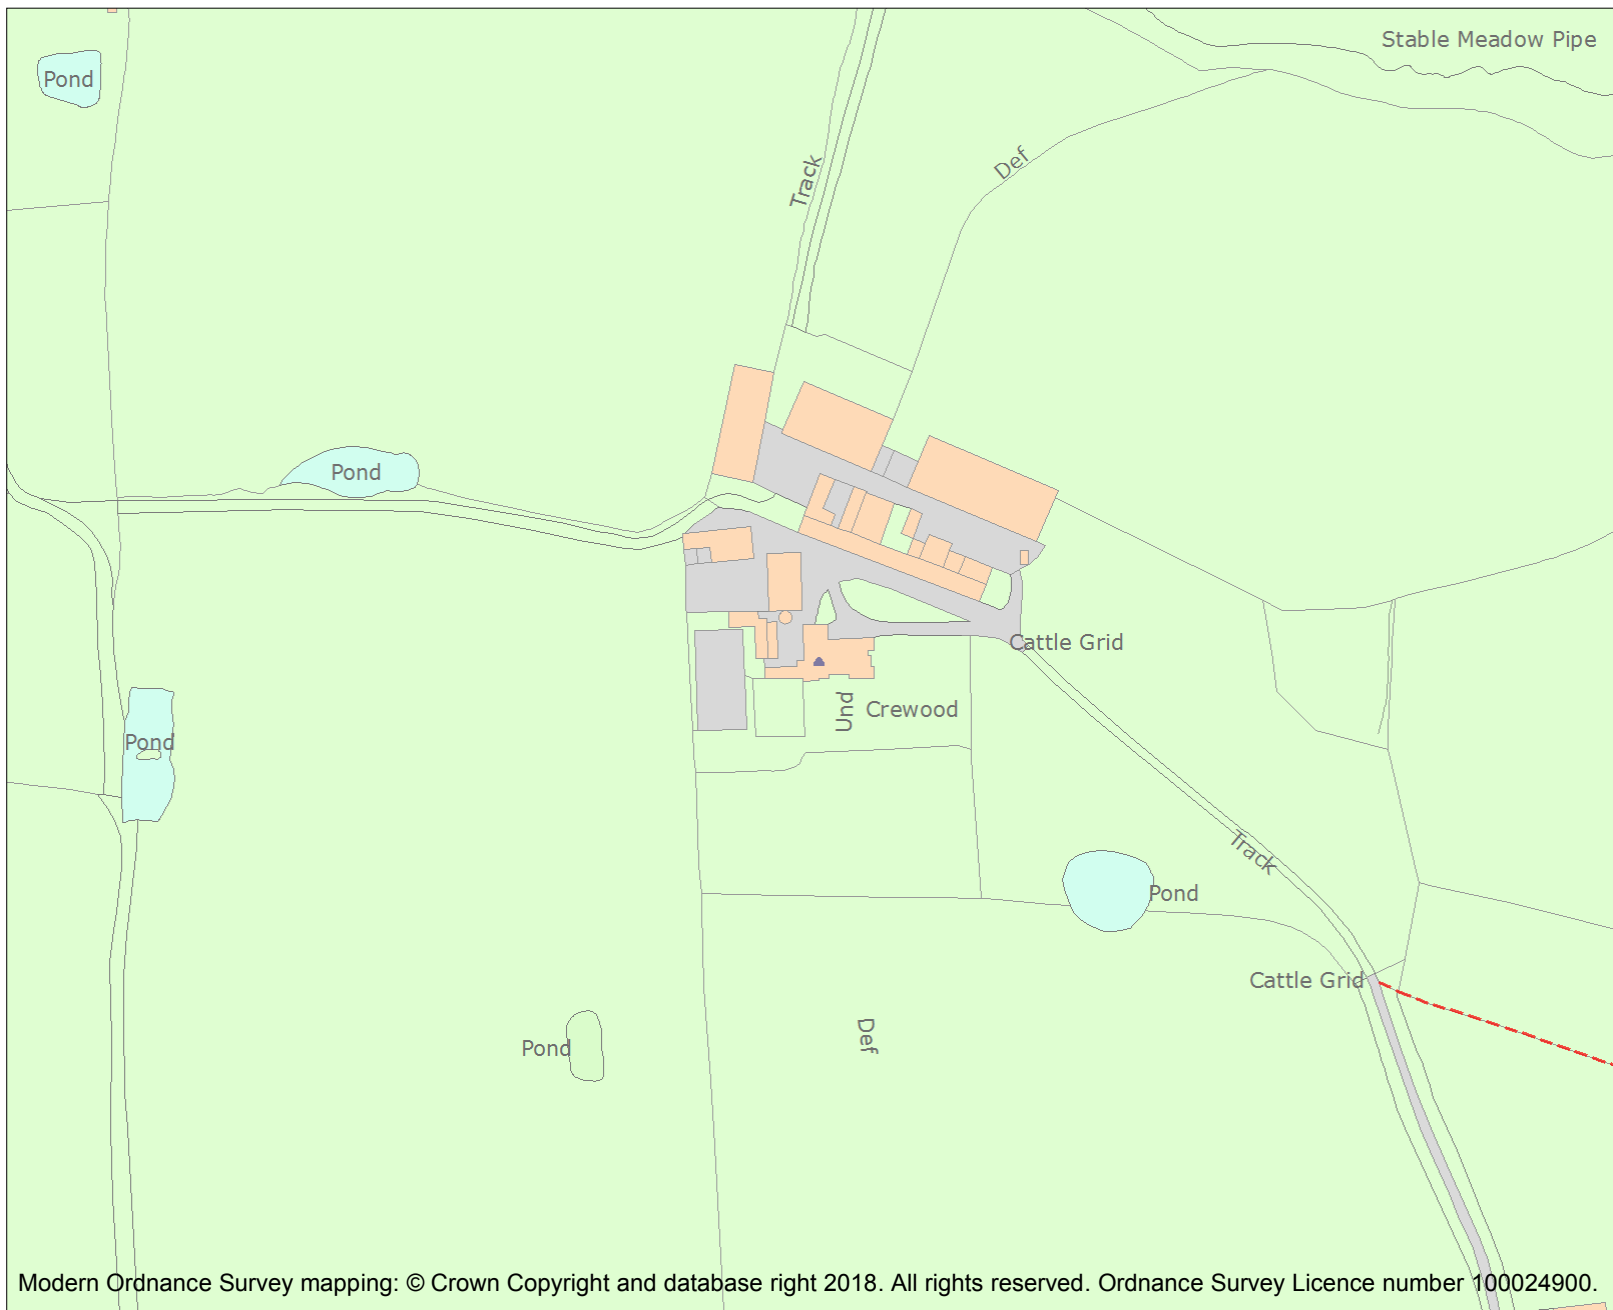 Stable Meadow Pipe
Pond
Def
Track
Pond
Cattle Grid
Und
Crewood
Pond
Track
Pond
Cattle Grid
Def
Pond
Modern Ordnance Survey mapping: © Crown Copyright and database right 2018. All rights reserved. Ordnance Survey Licence number 100024900.